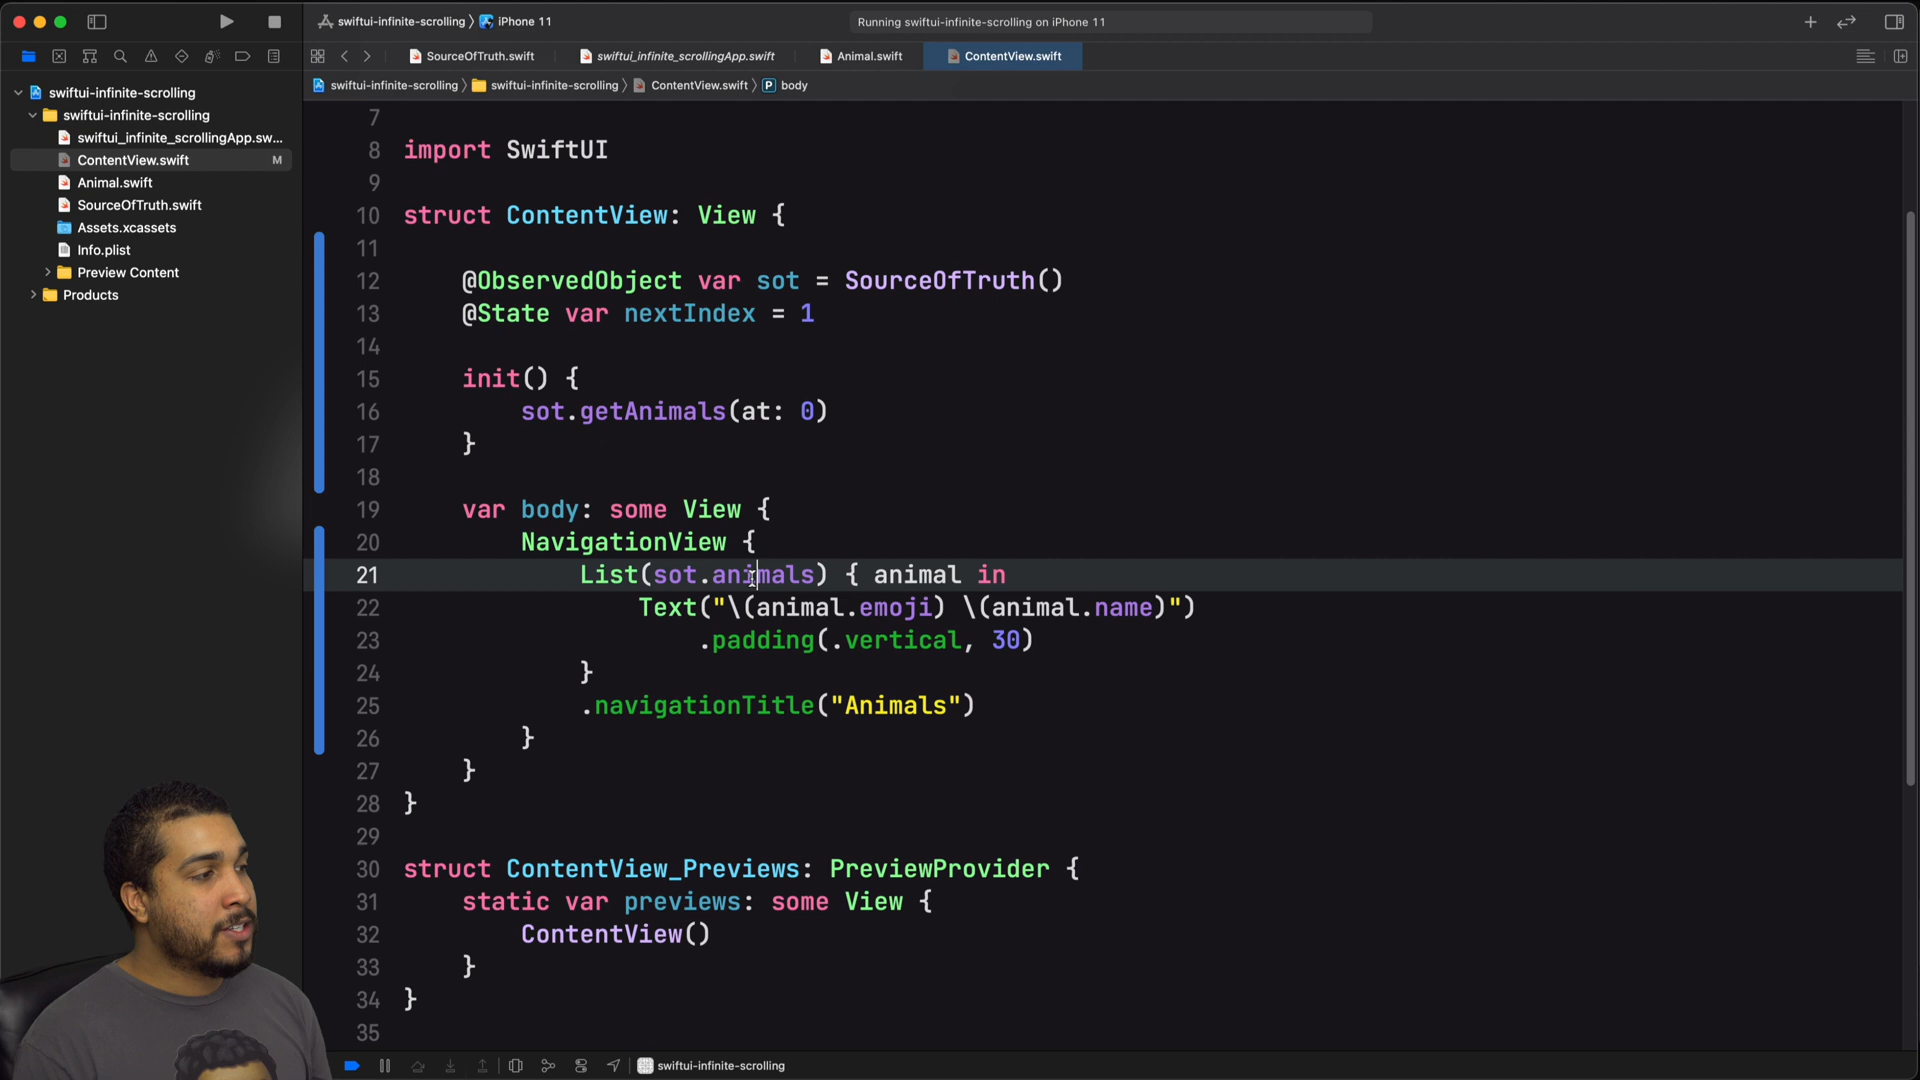 swiftui-infinite-scrolling
iPhone 11
Running swiftui-infinite-scrolling on iPhone 11
SourceOfTruth.swift
swiftui_infinite_scrollingApp.swift
Animal.swift
ContentView.swift
swiftui-infinite-scrolling
swiftui-infinite-scrolling
ContentView.swift
P body
swiftui-infinite-scrolling
swiftui-infinite-scrolling
swiftui_infinite_scrollingApp.sw...
ContentView.swift M
Animal.swift
SourceOfTruth.swift
Assets.xcassets
Info.plist
Preview Content
Products
7
8 import SwiftUI
9
10 struct ContentView: View {
11
12 @ObservedObject var sot = SourceOfTruth()
13 @State var nextIndex = 1
14
15 init() {
16 sot.getAnimals(at: 0)
17 }
18
19 var body: some View {
20 NavigationView {
21 List(sot.animals) { animal in
22 Text("\(animal.emoji) \(animal.name)")
23 .padding(.vertical, 30)
24 }
25 .navigationTitle("Animals")
26 }
27 }
28 }
29
30 struct ContentView_Previews: PreviewProvider {
31 static var previews: some View {
32 ContentView()
33 }
34 }
35
swiftui-infinite-scrolling